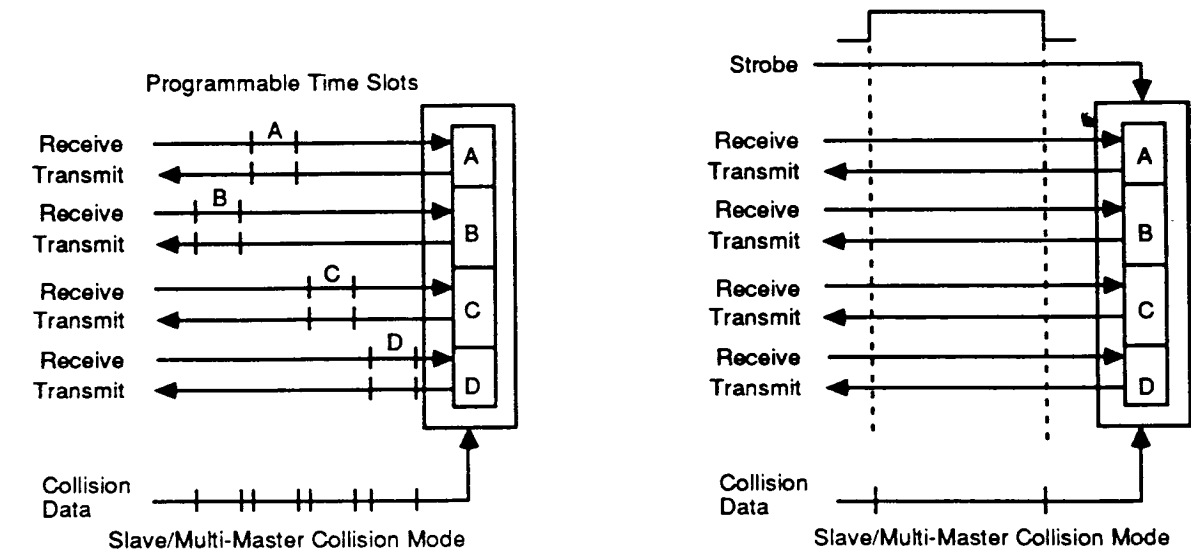 Programmable Time Slots
Receive
A
Transmit
A
Receive
B
Transmit
B
Receive
C
Transmit
C
Receive
D
Transmit
D
Collision
Data
Slave/Multi-Master Collision Mode
Strobe
Receive
Transmit
A
Receive
Transmit
B
Receive
Transmit
C
Receive
Transmit
D
Collision
Data
Slave/Multi-Master Collision Mode